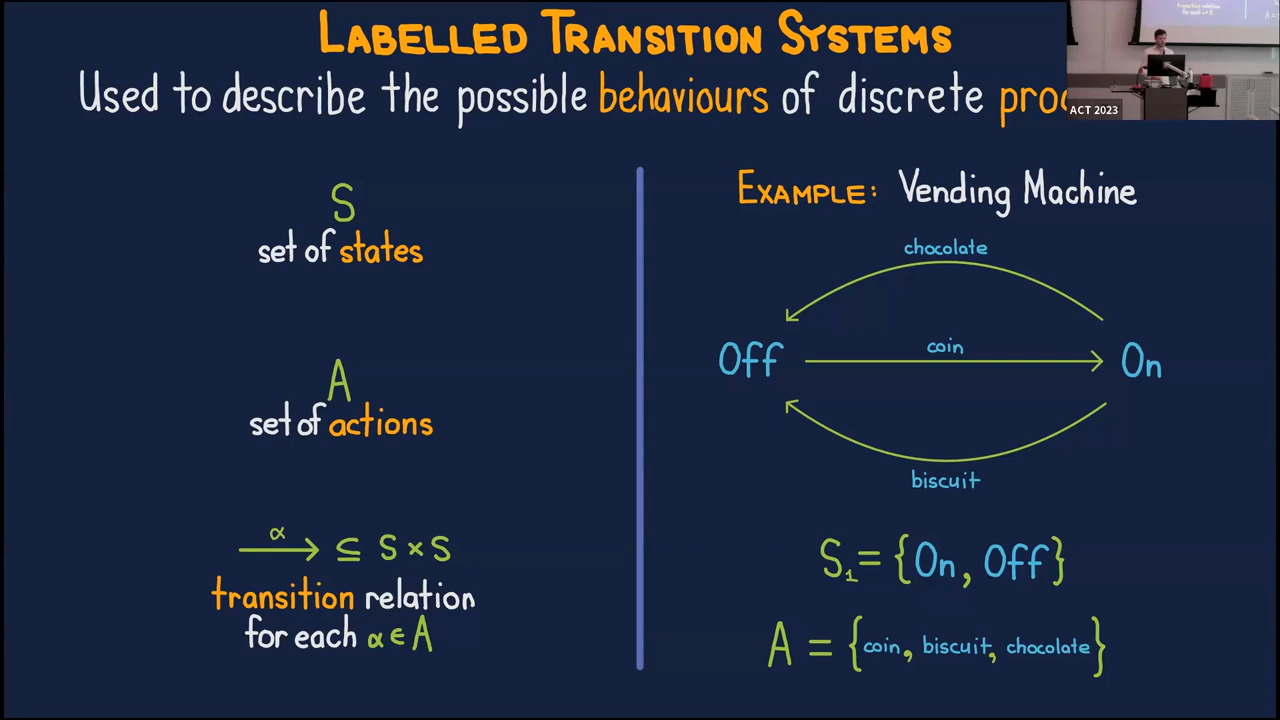 LABELLED TRANSITION SYSTEMS
Used to describe the possible behaviours of discrete
ACT 2023
S
set of states
A
set of actions
α
⟶ ⊆ S × S
transition relation
for each α ∈ A
EXAMPLE: Vending Machine
chocolate
Off
coin
On
biscuit
S₁ = {On, Off}
A = {coin, biscuit, chocolate}